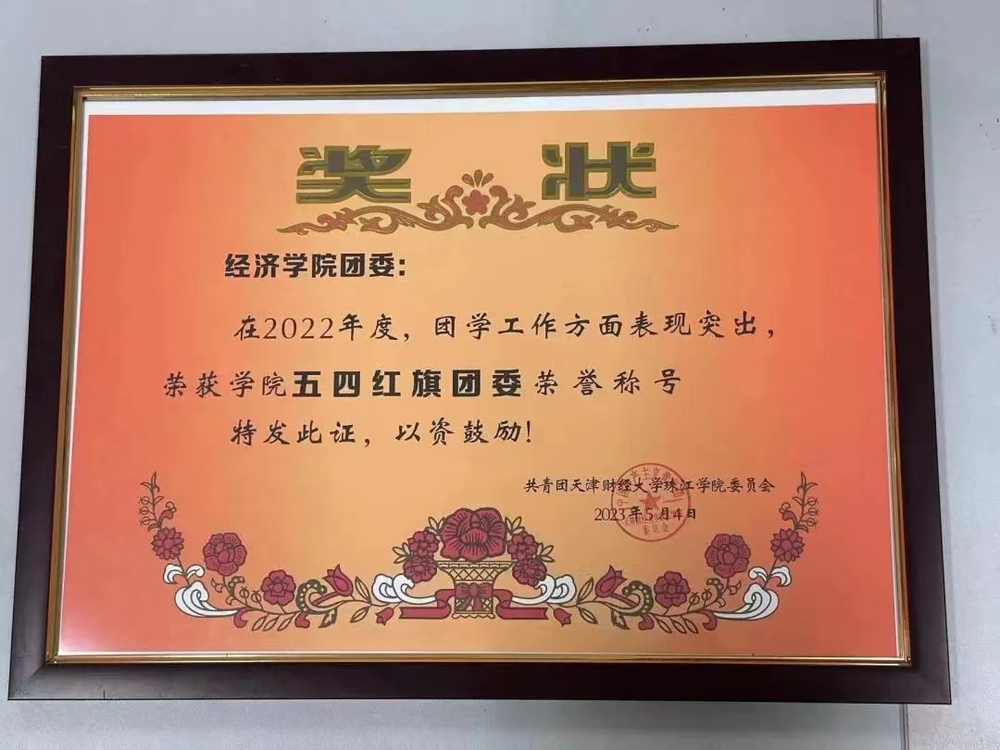 奖状
经济学院团委：
在2022年度，团学工作方面表现突出，
荣获学院五四红旗团委荣誉称号
特发此证，以资鼓励！
共青团天津财经大学珠江学院委员会
2023年5月4日